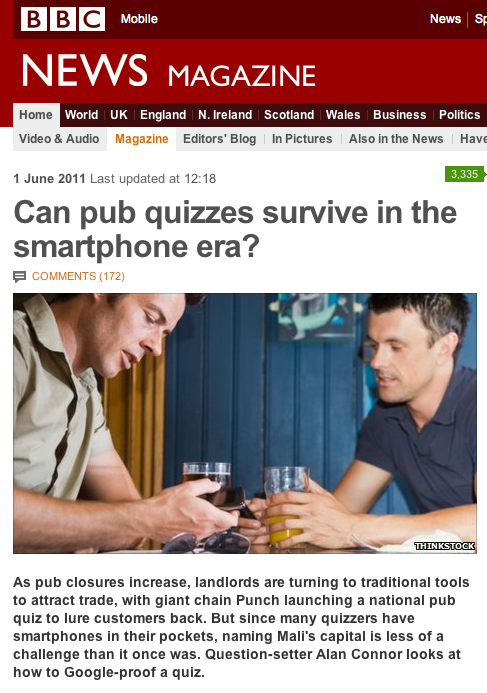 BBC Mobile News Sp
NEWS MAGAZINE
Home World UK England N. Ireland Scotland Wales Business Politics
Video & Audio Magazine Editors' Blog In Pictures Also in the News Have
3,335
1 June 2011 Last updated at 12:18
Can pub quizzes survive in the
smartphone era?
COMMENTS (172)
THINKSTOCK
As pub closures increase, landlords are turning to traditional tools
to attract trade, with giant chain Punch launching a national pub
quiz to lure customers back. But since many quizzers have
smartphones in their pockets, naming Mali's capital is less of a
challenge than it once was. Question-setter Alan Connor looks at
how to Google-proof a quiz.